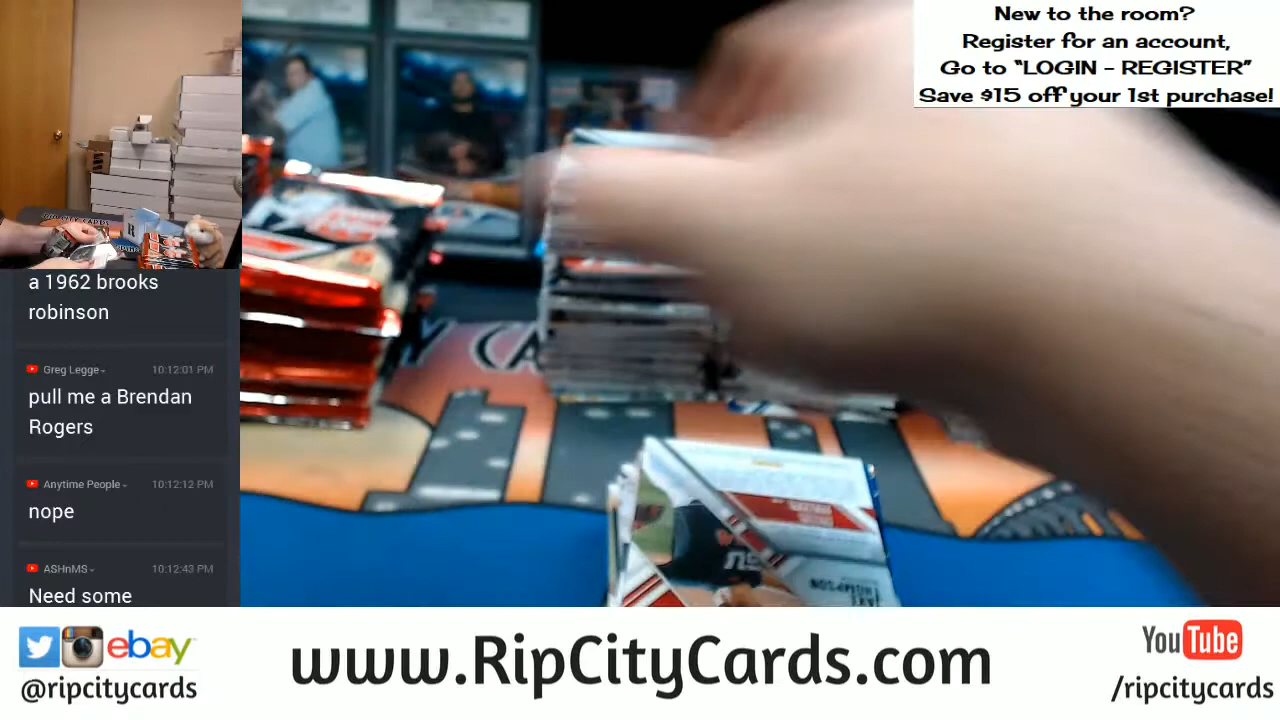 New to the room?
Register for an account,
Go to "LOGIN - REGISTER"
Save $15 off your 1st purchase!
a 1962 brooks
robinson
Greg Legge 10:12:01 PM
pull me a Brendan
Rogers
Anytime People 10:12:12 PM
nope
ASHnMS 10:12:43 PM
Need some
ebay
@ripcitycards
www.RipCityCards.com
YouTube
/ripcitycards